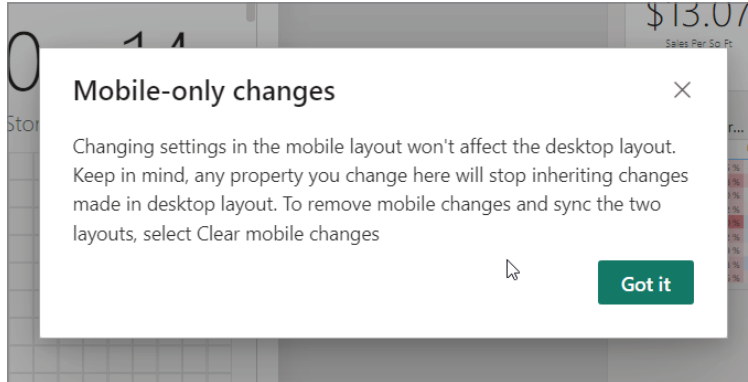 $13.07
Sales Per Sq Ft
Mobile-only changes
Changing settings in the mobile layout won't affect the desktop layout.
Keep in mind, any property you change here will stop inheriting changes
made in desktop layout. To remove mobile changes and sync the two
layouts, select Clear mobile changes
Got it